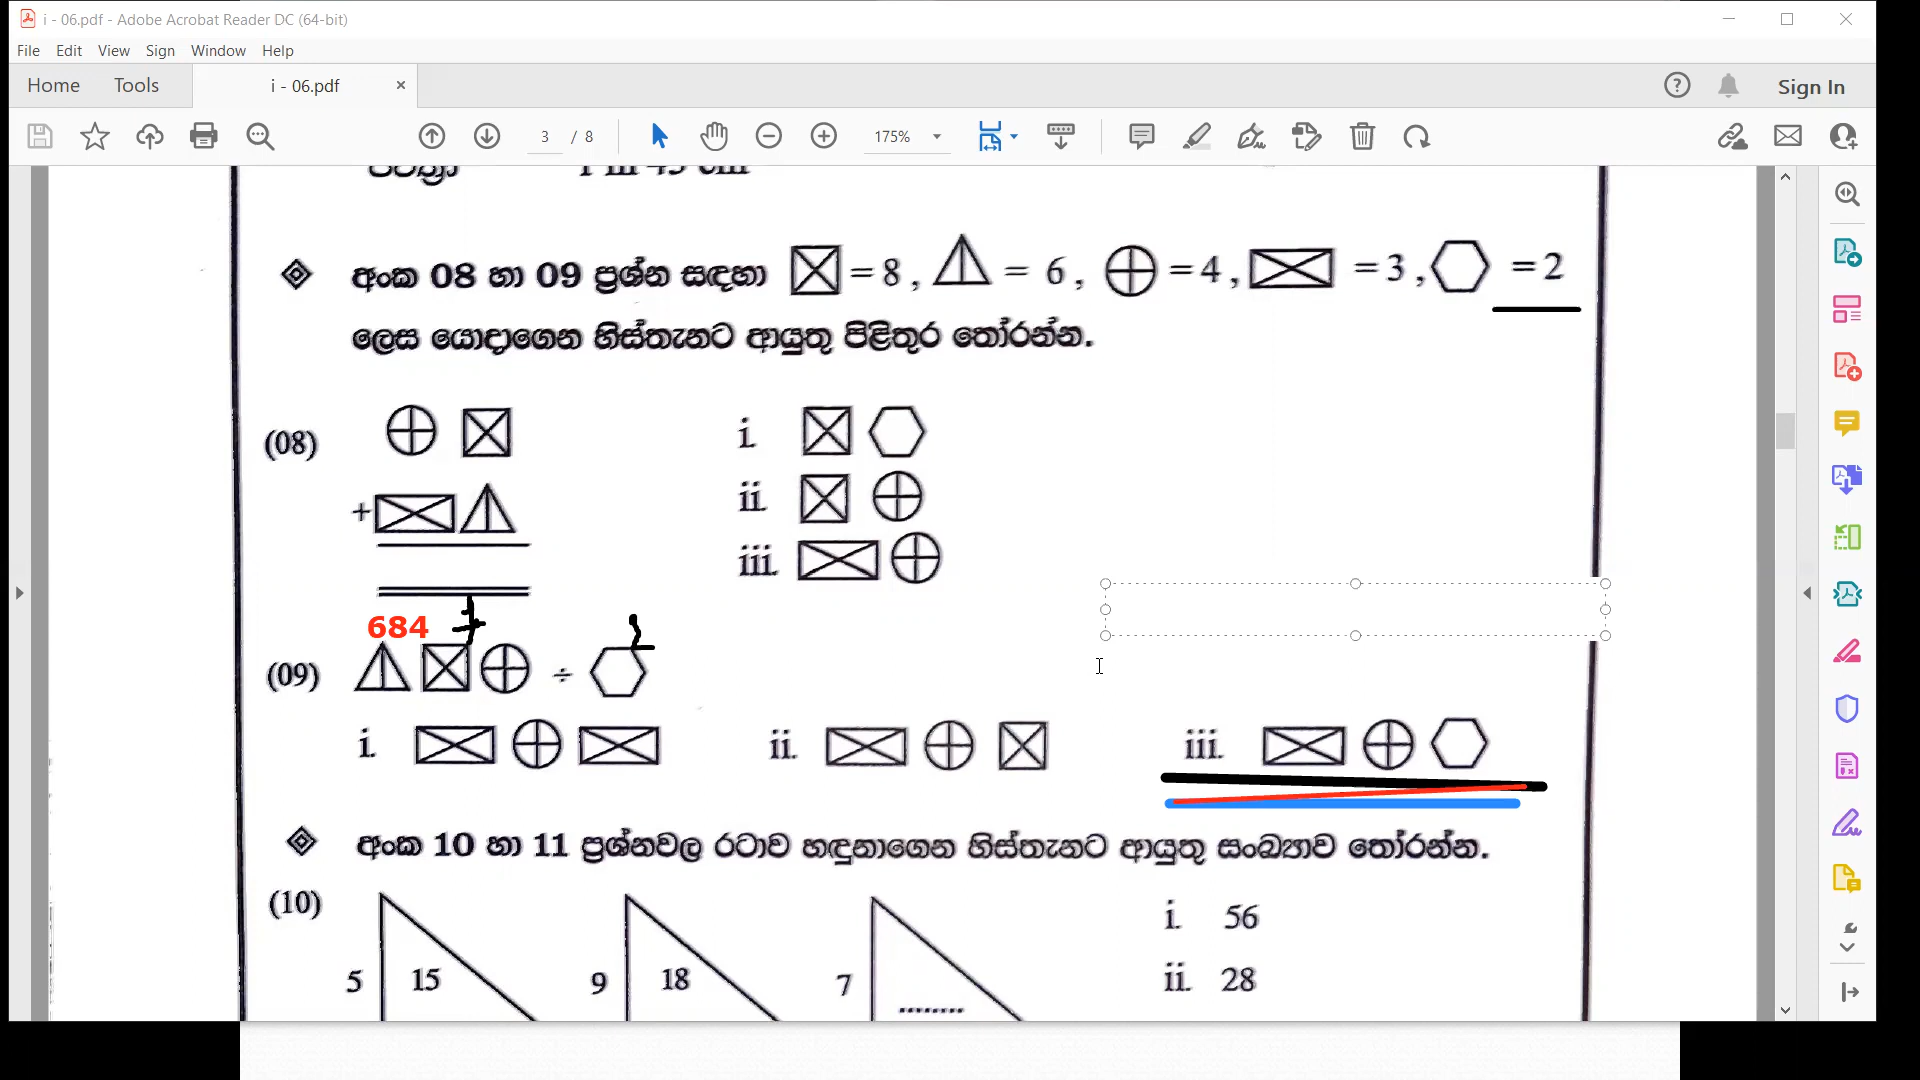 i - 06.pdf - Adobe Acrobat Reader DC (64-bit)
File Edit View Sign Window Help
Home Tools i - 06.pdf × Sign In
3 / 8 175%
1 m 45 cm
අංක 08 හා 09 ප්‍රශ්න සඳහා = 8 , = 6 , = 4 , = 3 , = 2
ලෙස යොදාගෙන හිස්තැනට ආයුතු පිළිතුර තෝරන්න.
(08) i.
+ ii.
iii.
684
(09) ÷
i. ii. iii.
අංක 10 හා 11 ප්‍රශ්නවල රටාව හඳුනාගෙන හිස්තැනට ආයුතු සංඛ්‍යාව තෝරන්න.
(10) i. 56
5 15 9 18 7 ........ ii. 28